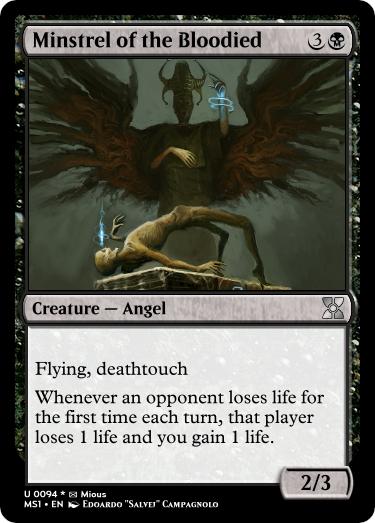 Minstrel of the Bloodied 3
Creature — Angel
Flying, deathtouch
Whenever an opponent loses life for
the first time each turn, that player
loses 1 life and you gain 1 life.
2/3
U 0094 * Mious
MS1 • EN Edoardo "Salvei" Campagnolo